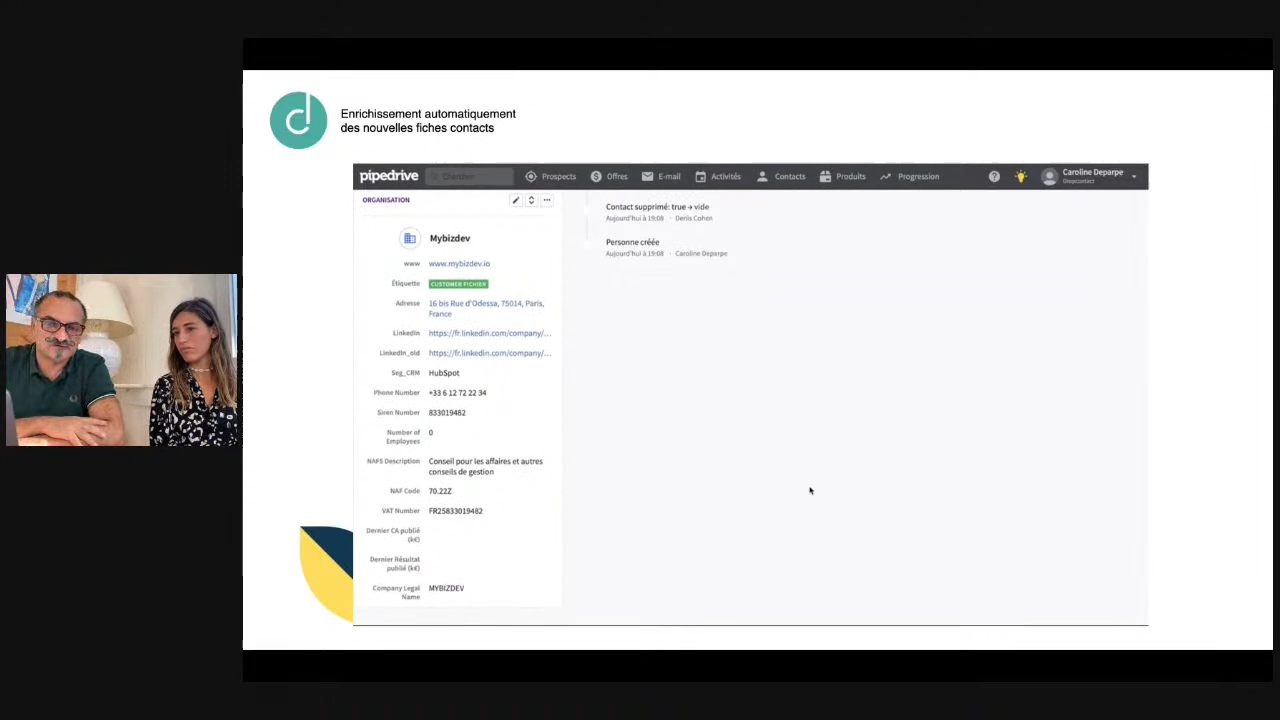 Enrichissement automatiquement
des nouvelles fiches contacts
pipedrive
Chercher
Prospects
Offres
E-mail
Activités
Contacts
Produits
Progression
Caroline Deparpe
Dropcontact
ORGANISATION
Mybizdev
www
www.mybizdev.io
Étiquette
CUSTOMER FICHIER
Adresse
16 bis Rue d'Odessa, 75014, Paris,
France
LinkedIn
https://fr.linkedin.com/company/...
LinkedIn_old
https://fr.linkedin.com/company/...
Seg_CRM
HubSpot
Phone Number
+33 6 12 72 22 34
Siren Number
833019482
Number of
Employees
0
NAF5 Description
Conseil pour les affaires et autres
conseils de gestion
NAF Code
70.22Z
VAT Number
FR25833019482
Dernier CA publié
(k€)
Dernier Résultat
publié (k€)
Company Legal
Name
MYBIZDEV
Contact supprimé: true → vide
Aujourd'hui à 19:08 · Denis Cohen
Personne créée
Aujourd'hui à 19:08 · Caroline Deparpe